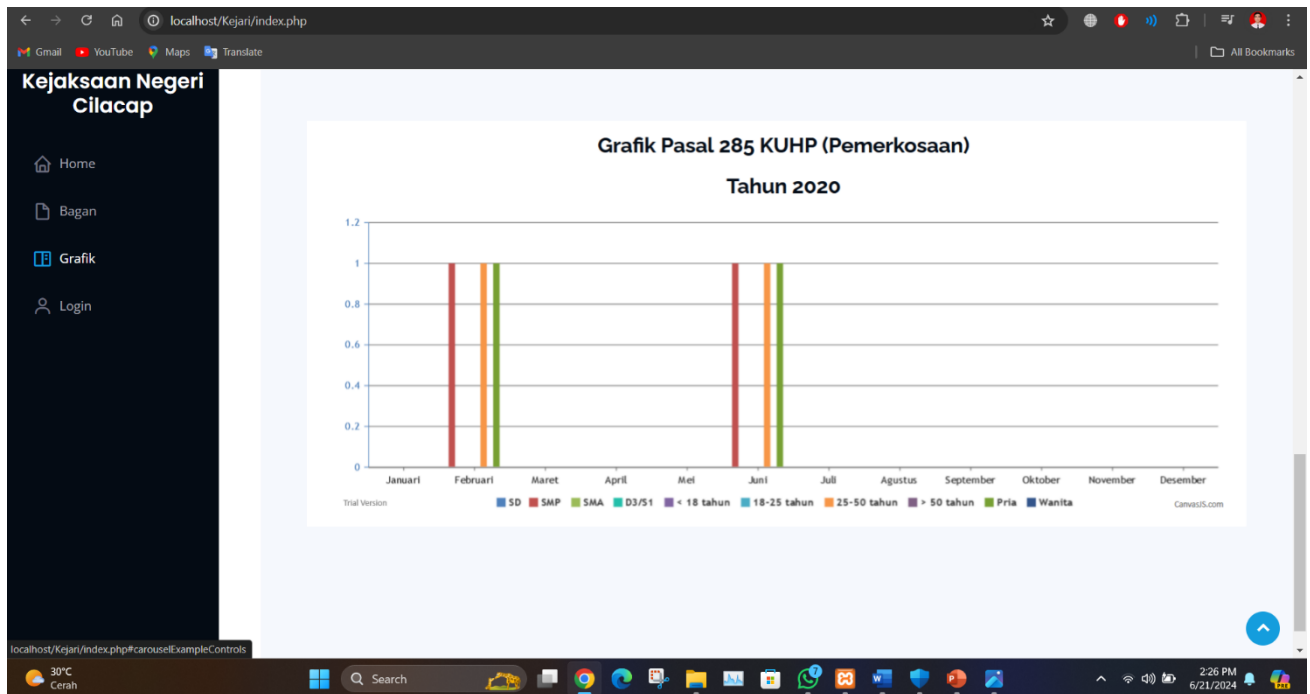 localhost/Kejari/index.php
Gmail YouTube Maps Translate All Bookmarks
Kejaksaan Negeri
Cilacap
Home
Bagan
Grafik
Login
Grafik Pasal 285 KUHP (Pemerkosaan)
Tahun 2020
1.2
1
0.8
0.6
0.4
0.2
0
Januari Februari Maret April Mei Juni Juli Agustus September Oktober November Desember
Trial Version
SD SMP SMA D3/S1 < 18 tahun 18-25 tahun 25-50 tahun > 50 tahun Pria Wanita
CanvasJS.com
localhost/Kejari/index.php#carouselExampleControls
30°C
Cerah
Search
2:26 PM
6/21/2024